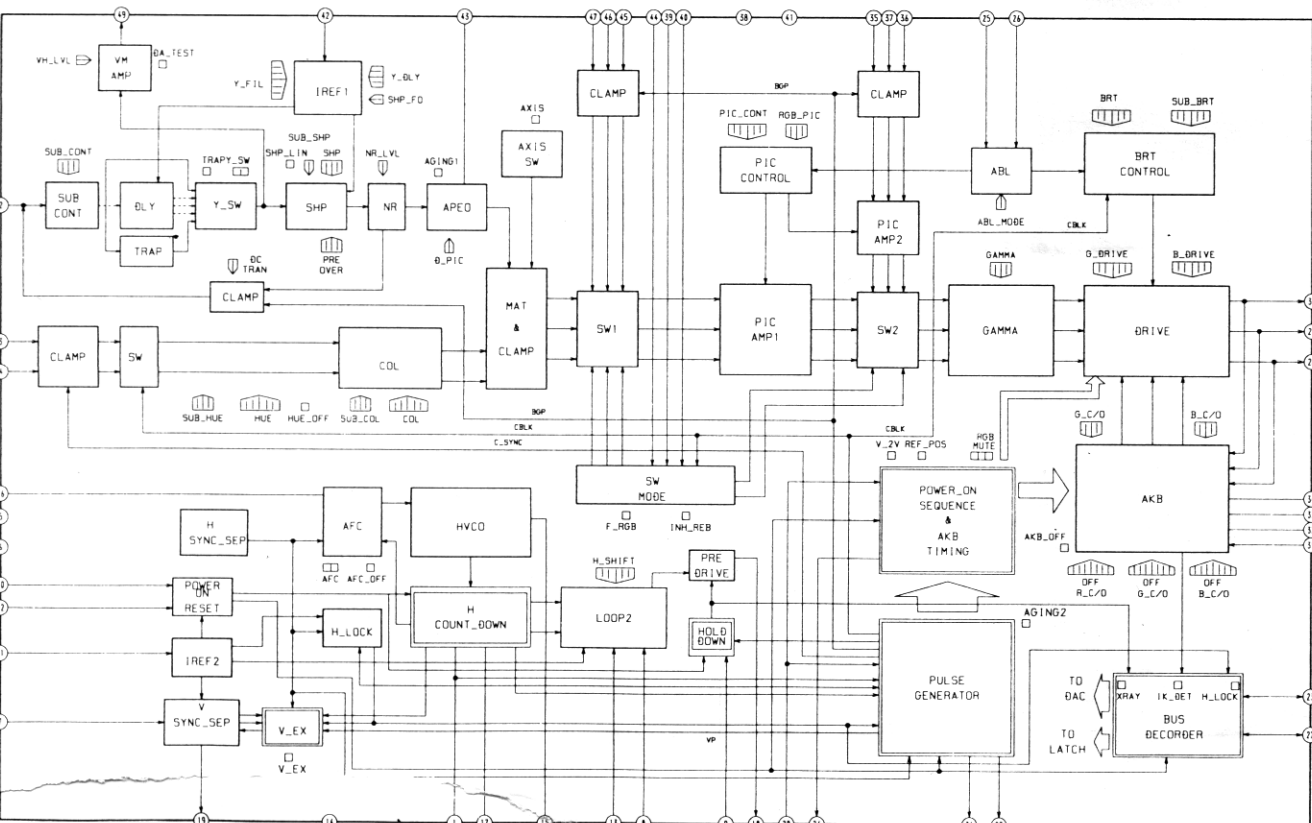 49
42
43
47
46
45
44
39
40
38
41
35
37
36
25
26
VM
AMP
VM_LVL
DA_TEST
IREF1
Y_FIL
Y_DLY
SHP_FO
CLAMP
BGP
CLAMP
AXIS
AXIS
SW
PIC_CONT
RGB_PIC
PIC
CONTROL
ABL
ABL_MODE
BRT
SUB_BRT
BRT
CONTROL
CBLK
SUB_CONT
SUB
CONT
DLY
TRAP
TRAP
Y_SW
Y_SW
SUB_SHP
SHP_LIN
SHP
SHP
PRE
OVER
NR_LVL
NR
AGING1
APED
D_PIC
DC
TRAN
CLAMP
PIC
AMP2
GAMMA
G_DRIVE
B_DRIVE
MAT
&
CLAMP
SW1
PIC
AMP1
SW2
GAMMA
DRIVE
CLAMP
SW
COL
SUB_HUE
HUE
HUE_OFF
SUB_COL
COL
BGP
CBLK
C_SYNC
CBLK
V_2V
REF_POS
RGB
MUTE
G_C/O
B_C/O
SW
MODE
F_RGB
INH_REB
POWER_ON
SEQUENCE
&
AKB
TIMING
AKB
AKB_OFF
OFF
R_C/O
OFF
G_C/O
OFF
B_C/O
H
SYNC_SEP
AFC
AFC
AFC_OFF
HVCO
H_SHIFT
PRE
DRIVE
POWER
ON
RESET
H_LOCK
H
COUNT_DOWN
LOOP2
HOLD
DOWN
AGING2
IREF2
PULSE
GENERATOR
TO
DAC
TO
LATCH
XRAY
IK_DET
H_LOCK
BUS
DECORDER
V
SYNC_SEP
V_EX
V_EX
VP
19